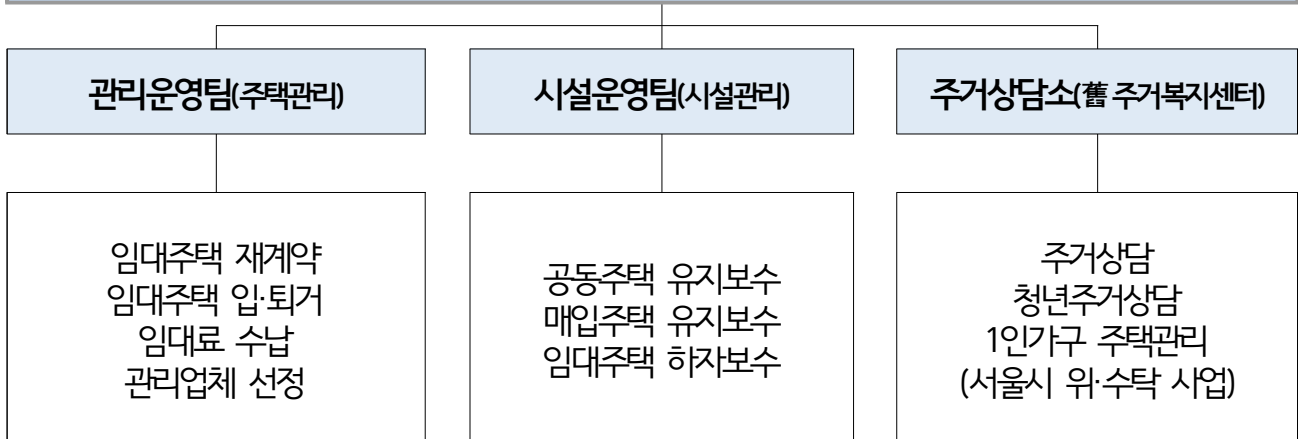 관리운영팀(주택관리)
시설운영팀(시설관리)
주거상담소(舊 주거복지센터)
임대주택 재계약
임대주택 입·퇴거
임대료 수납
관리업체 선정
공동주택 유지보수
매입주택 유지보수
임대주택 하자보수
주거상담
청년주거상담
1인가구 주택관리
(서울시 위·수탁 사업)